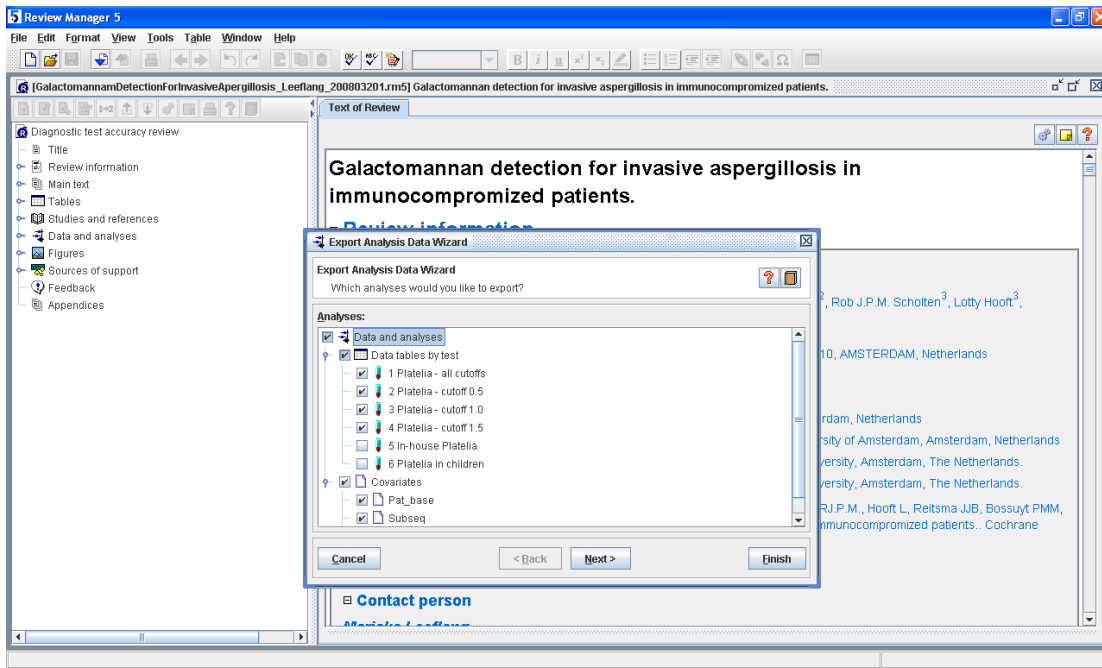 Review Manager 5
File Edit Format View Tools Table Window Help
[GalactomannamDetectionForInvasiveApergillosis_Leeflang_200803201.rm5] Galactomannan detection for invasive aspergillosis in immunocompromized patients.
Text of Review
Diagnostic test accuracy review
Title
Review information
Main text
Tables
Studies and references
Data and analyses
Figures
Sources of support
Feedback
Appendices
Galactomannan detection for invasive aspergillosis in
immunocompromized patients.
Review information
, Rob J.P.M. Scholten3, Lotty Hooft3,
10, AMSTERDAM, Netherlands
rdam, Netherlands
rsity of Amsterdam, Amsterdam, Netherlands
versity, Amsterdam, The Netherlands.
versity, Amsterdam, The Netherlands.
RJ.P.M., Hooft L, Reitsma JJB, Bossuyt PMM,
mmunocompromized patients.. Cochrane
Export Analysis Data Wizard
Export Analysis Data Wizard
Which analyses would you like to export?
Analyses:
Data and analyses
Data tables by test
1 Platelia - all cutoffs
2 Platelia - cutoff 0.5
3 Platelia - cutoff 1.0
4 Platelia - cutoff 1.5
5 In-house Platelia
6 Platelia in children
Covariates
Pat_base
Subseq
Cancel < Back Next > Finish
Contact person